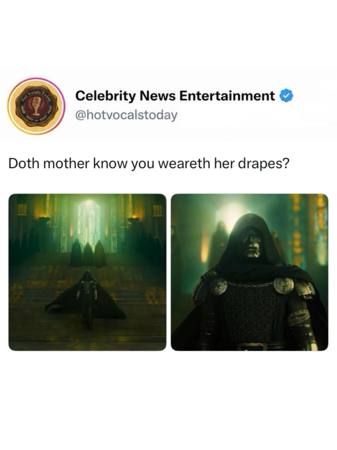 Celebrity News Entertainment
@hotvocalstoday
Doth mother know you weareth her drapes?